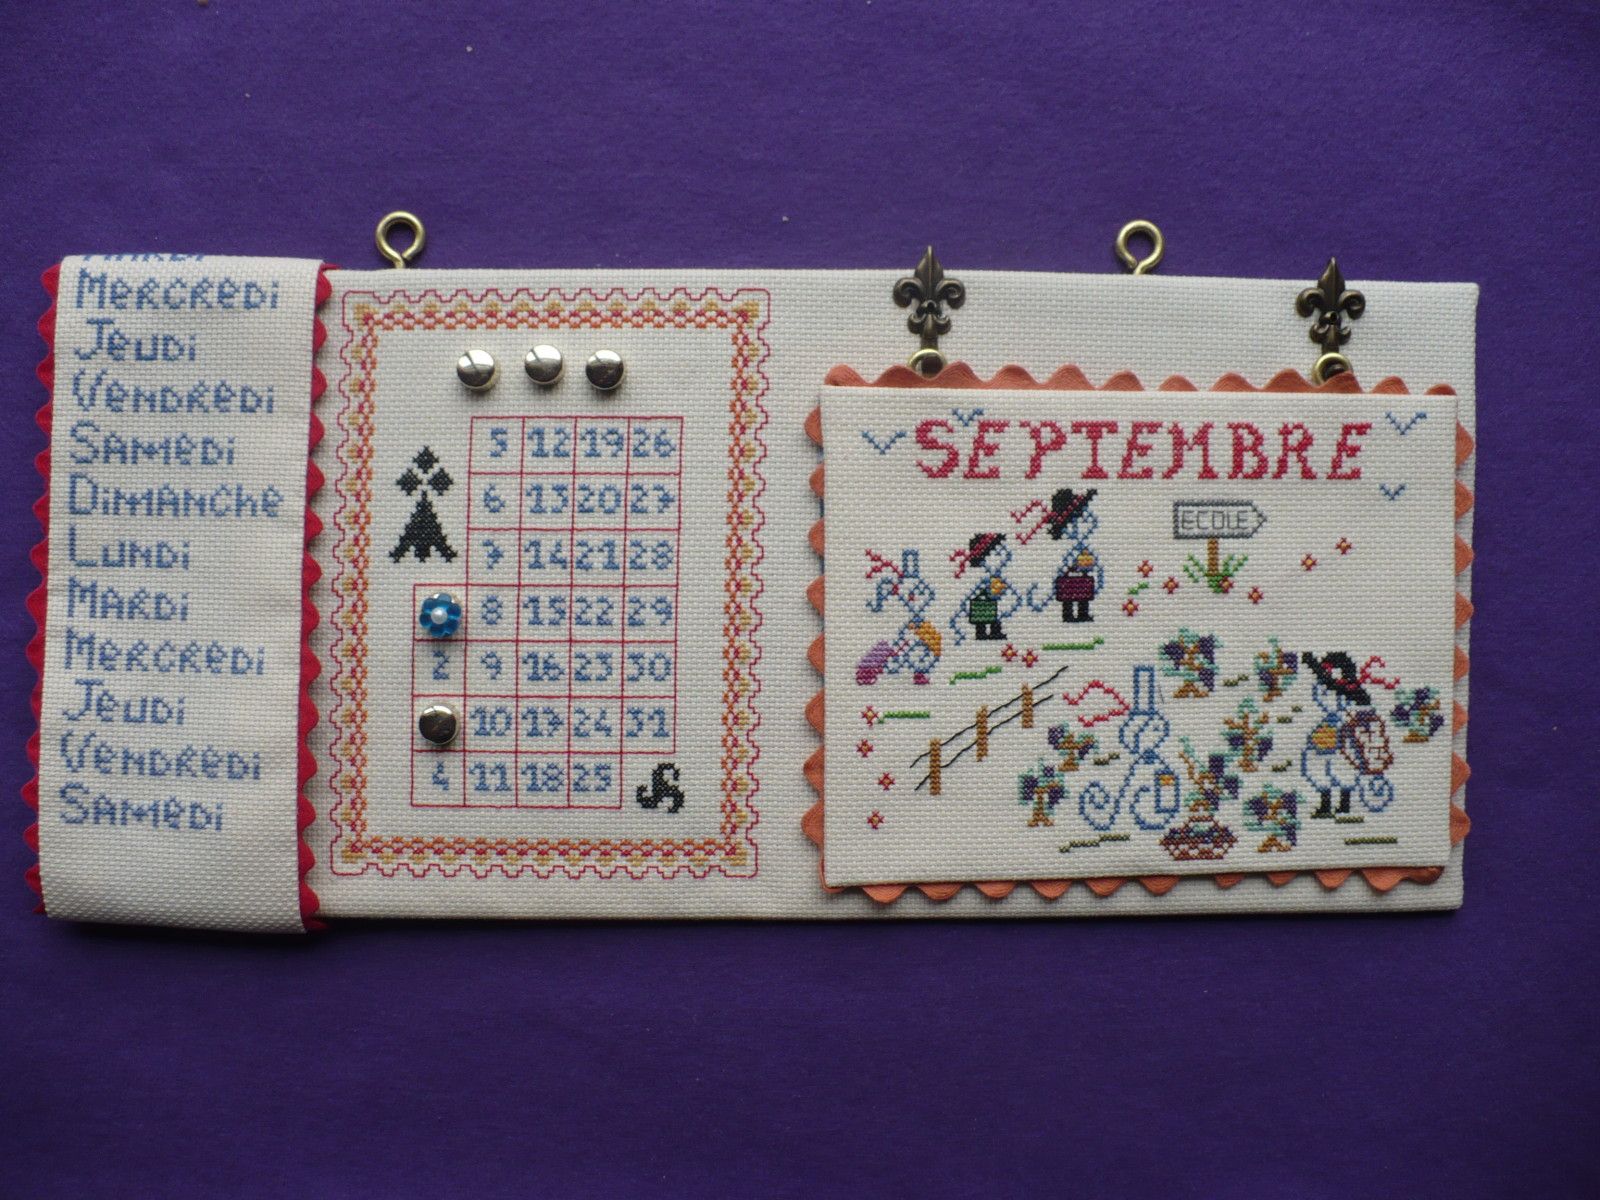 Mardi
Mercredi
Jeudi
Vendredi
Samedi
Dimanche
Lundi
Mardi
Mercredi
Jeudi
Vendredi
Samedi
5 12 19 26
6 13 20 27
7 14 21 28
8 15 22 29
2 9 16 23 30
10 17 24 31
4 11 18 25
SEPTEMBRE
ECOLE